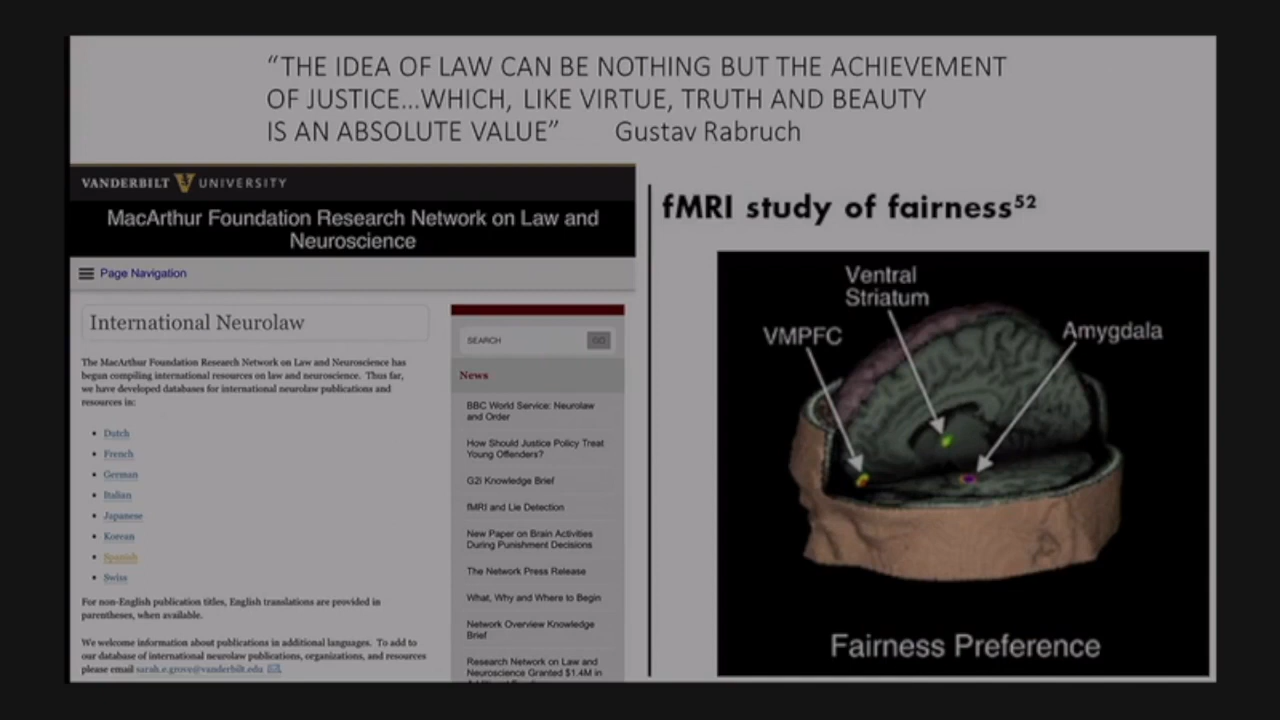 “THE IDEA OF LAW CAN BE NOTHING BUT THE ACHIEVEMENT
OF JUSTICE…WHICH, LIKE VIRTUE, TRUTH AND BEAUTY
IS AN ABSOLUTE VALUE” Gustav Rabruch
VANDERBILT V UNIVERSITY
MacArthur Foundation Research Network on Law and
Neuroscience
Page Navigation
International Neurolaw
The MacArthur Foundation Research Network on Law and Neuroscience has
begun compiling international resources on law and neuroscience. Thus far,
we have developed databases for international neurolaw publications and
resources in:
• Dutch
• French
• German
• Italian
• Japanese
• Korean
• Spanish
• Swiss
For non-English publication titles, English translations are provided in
parentheses, when available.
We welcome information about publications in additional languages. To add to
our database of international neurolaw publications, organizations, and resources
please email sarah.e.grove@vanderbilt.edu
SEARCH
GO
News
BBC World Service: Neurolaw
and Order
How Should Justice Policy Treat
Young Offenders?
G2i Knowledge Brief
fMRI and Lie Detection
New Paper on Brain Activities
During Punishment Decisions
The Network Press Release
What, Why and Where to Begin
Network Overview Knowledge
Brief
Research Network on Law and
Neuroscience Granted $1.4M in
fMRI study of fairness⁵²
Ventral
Striatum
VMPFC
Amygdala
Fairness Preference